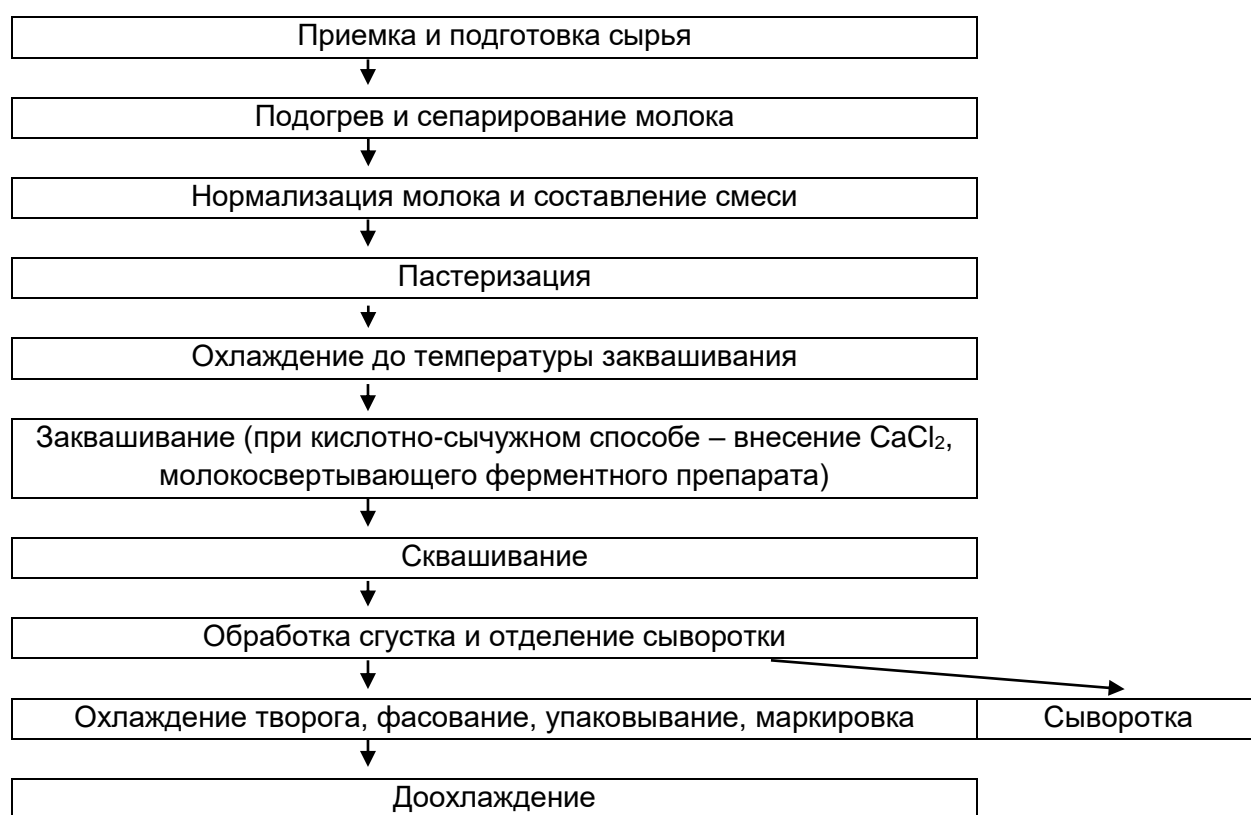 Приемка и подготовка сырья
Подогрев и сепарирование молока
Нормализация молока и составление смеси
Пастеризация
Охлаждение до температуры заквашивания
Заквашивание (при кислотно-сычужном способе – внесение CaCl₂,
молокосвертывающего ферментного препарата)
Сквашивание
Обработка сгустка и отделение сыворотки
Охлаждение творога, фасование, упаковывание, маркировка
Сыворотка
Доохлаждение